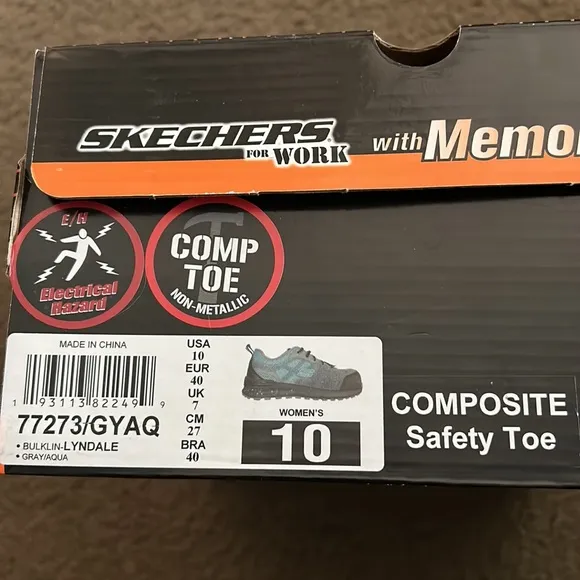 SKECHERS
FOR WORK
with Memo
E/H
Electrical
Hazard
COMP
TOE
NON-METALLIC
MADE IN CHINA
1 93113 82249 9
77273/GYAQ
• BULKLIN-LYNDALE
• GRAY/AQUA
USA
10
EUR
40
UK
7
CM
27
BRA
40
WOMEN'S
10
COMPOSITE
Safety Toe